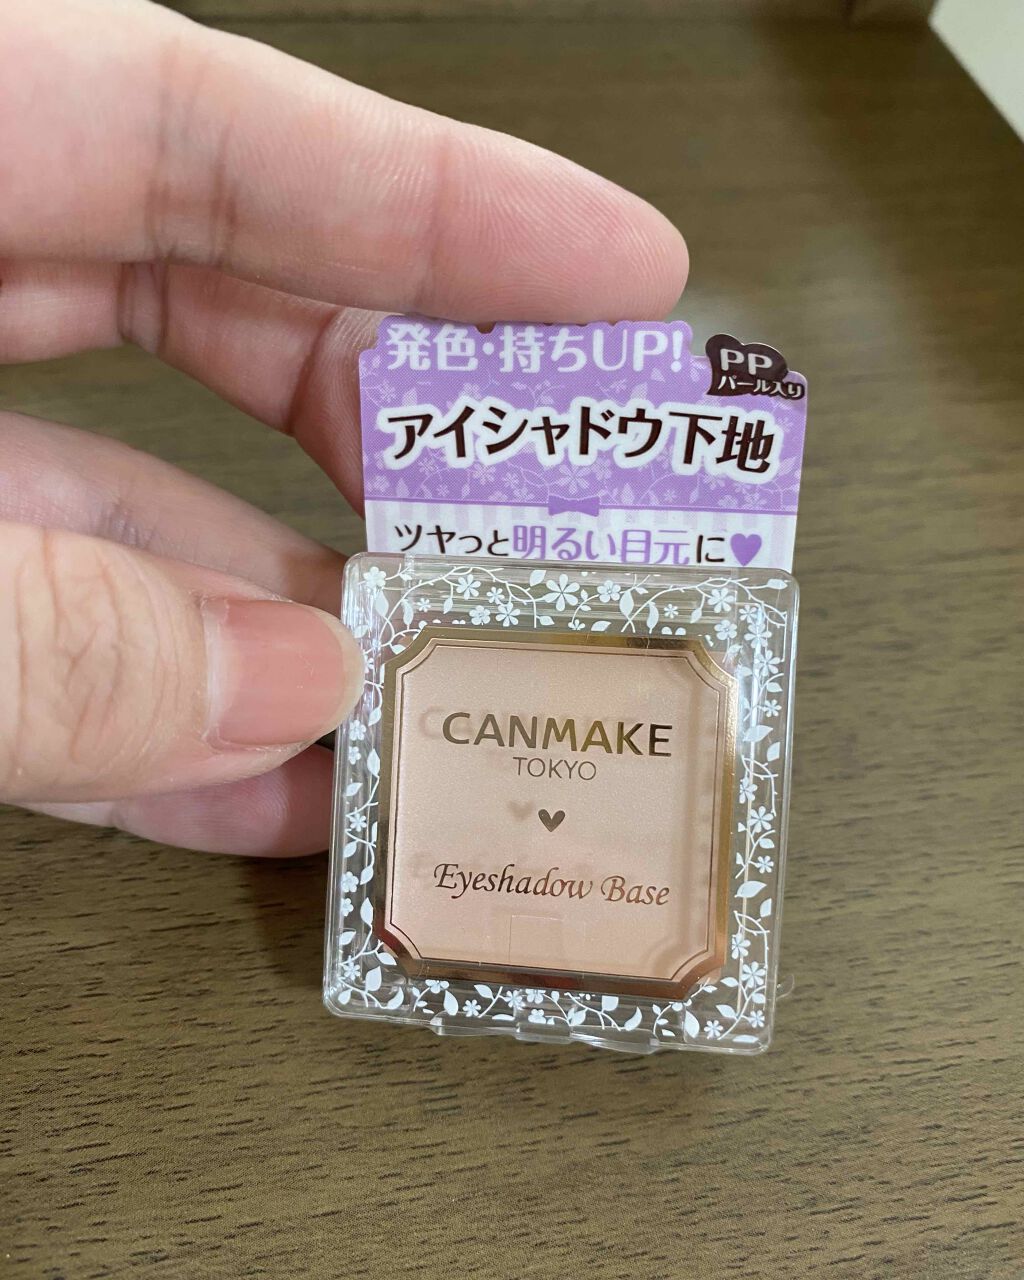 発色・持ちUP!
PP
パール入り
アイシャドウ下地
ツヤっと明るい目元に♥
CANMAKE
TOKYO
Eyeshadow Base